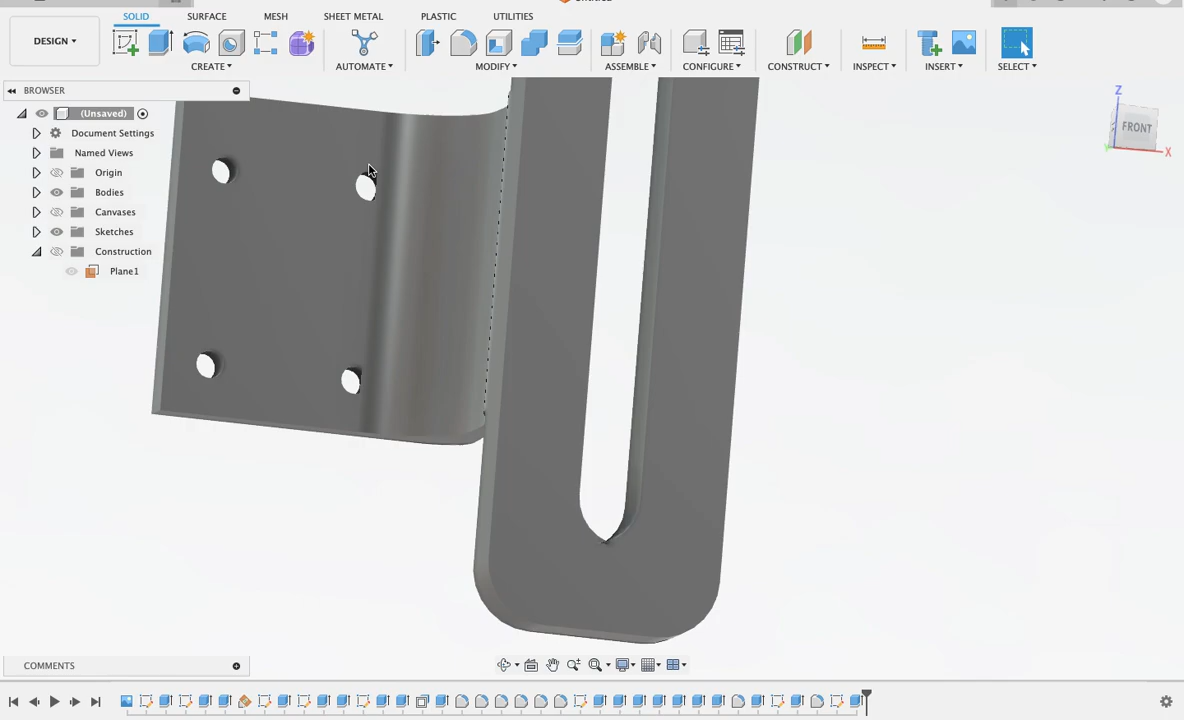 SOLID SURFACE MESH SHEET METAL PLASTIC UTILITIES
DESIGN
CREATE AUTOMATE MODIFY ASSEMBLE CONFIGURE CONSTRUCT INSPECT INSERT SELECT
BROWSER
(Unsaved)
Document Settings
Named Views
Origin
Bodies
Canvases
Sketches
Construction
Plane1
Z
FRONT
X
COMMENTS